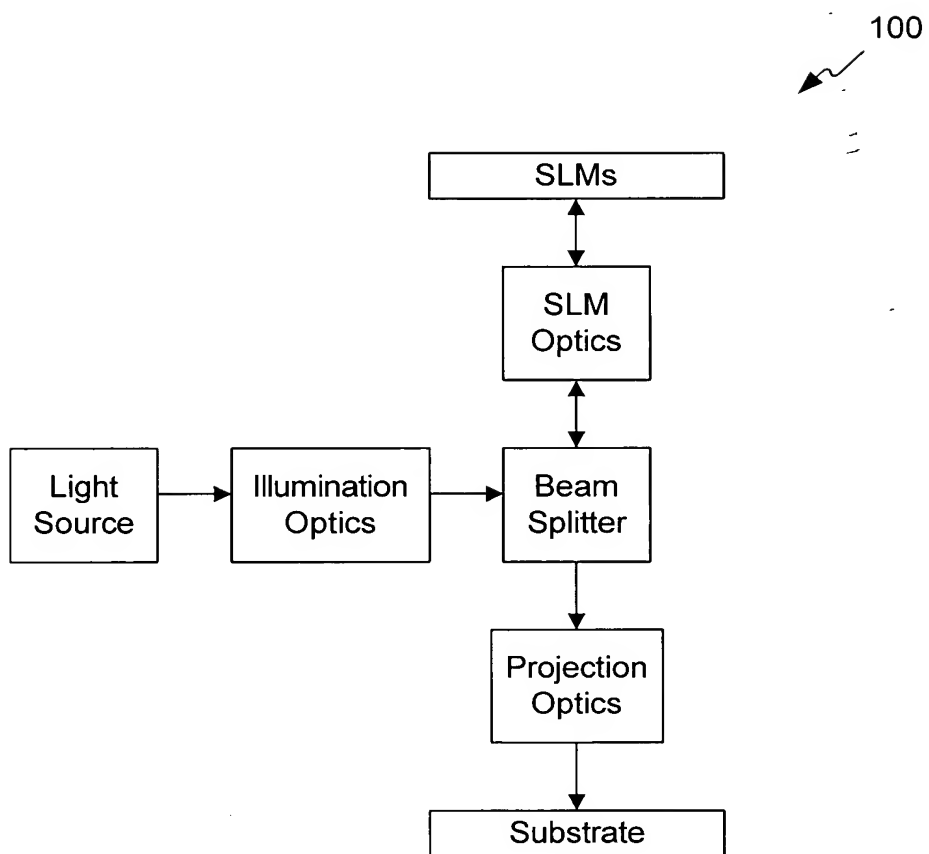 100
SLMs
SLM
Optics
Light
Source
Illumination
Optics
Beam
Splitter
Projection
Optics
Substrate